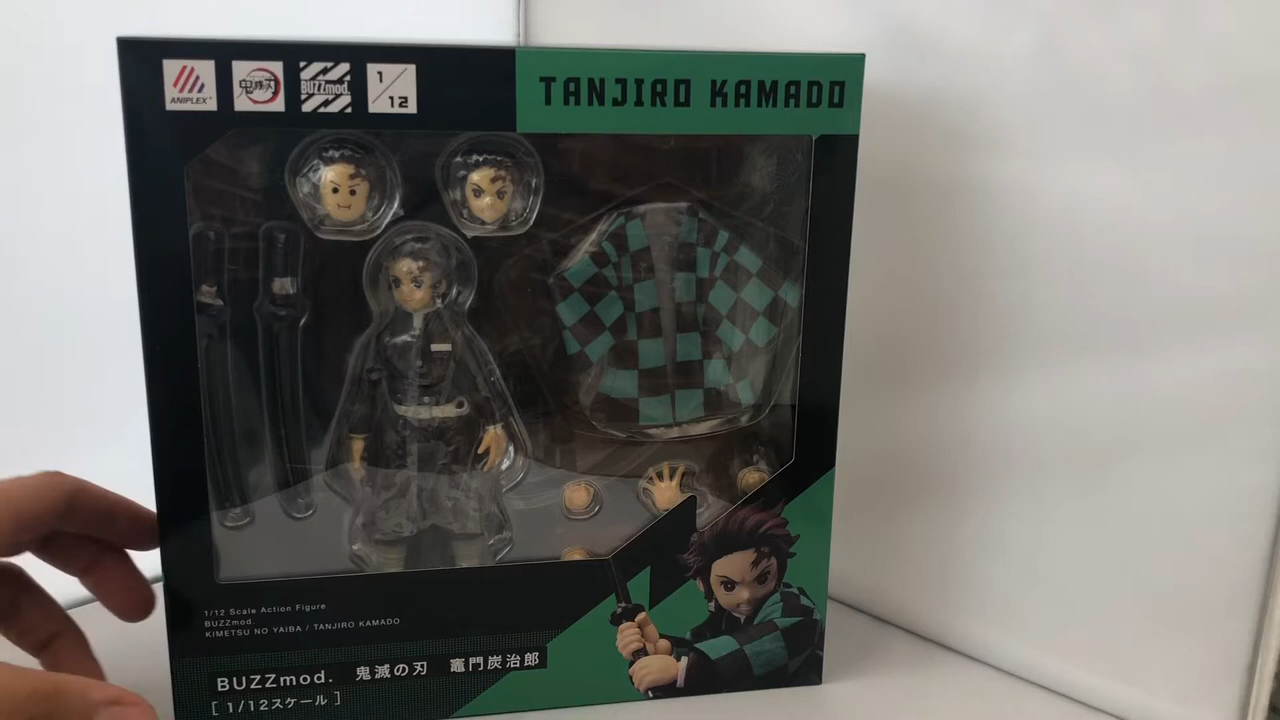 ANIPLEX
鬼滅刃
BUZZmod.
1/12
TANJIRO KAMADO
1/12 Scale Action Figure
BUZZmod.
KIMETSU NO YAIBA / TANJIRO KAMADO
BUZZmod. 鬼滅の刃 竈門炭治郎
[ 1/12スケール ]